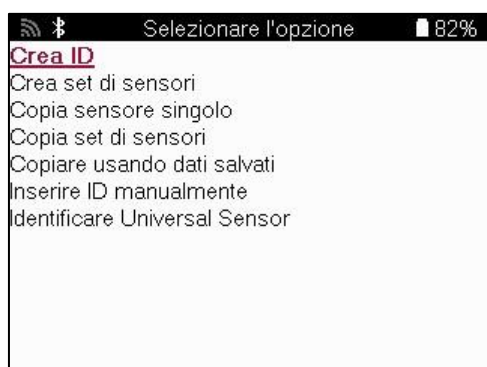 Selezionare l'opzione 82%
Crea ID
Crea set di sensori
Copia sensore singolo
Copia set di sensori
Copiare usando dati salvati
Inserire ID manualmente
Identificare Universal Sensor